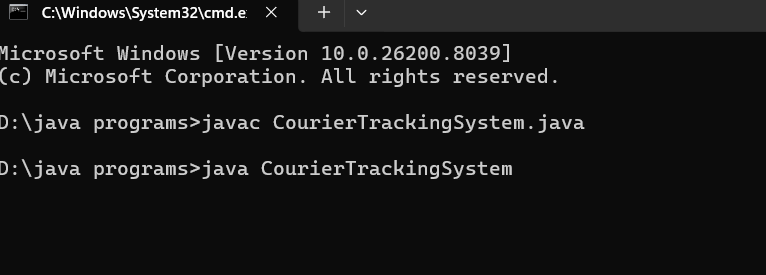 C:\Windows\System32\cmd.e
Microsoft Windows [Version 10.0.26200.8039]
(c) Microsoft Corporation. All rights reserved.
D:\java programs>javac CourierTrackingSystem.java
D:\java programs>java CourierTrackingSystem